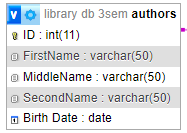 v library db 3sem authors
ID : int(11)
FirstName : varchar(50)
MiddleName : varchar(50)
SecondName : varchar(50)
Birth Date : date